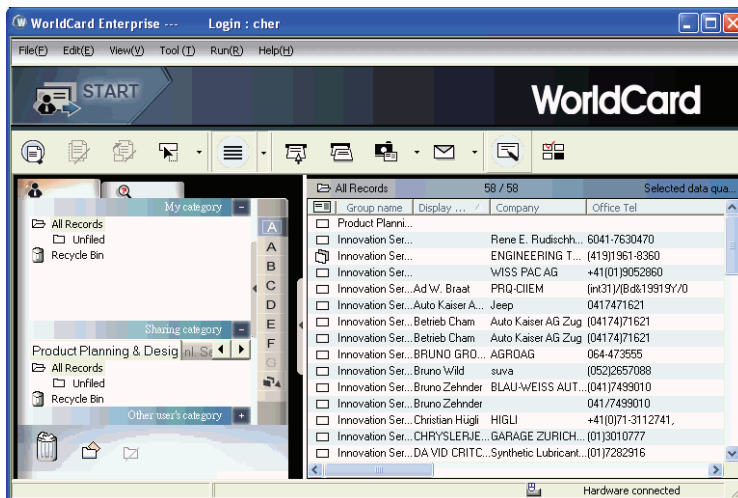 WorldCard Enterprise --- Login : cher
File(F) Edit(E) View(V) Tool (T) Run(R) Help(H)
START
WorldCard
All Records 58 / 58 Selected data qua...
My category
All Records
Unfiled
Recycle Bin
Sharing category
Product Planning & Desig
All Records
Unfiled
Recycle Bin
Other user's category
A
A
B
C
D
E
F
G
Group name Display ... Company Office Tel
Product Planni...
Innovation Ser... Rene E. Rudischh... 6041-7630470
Innovation Ser... ENGINEERING T... (419)1961-8360
Innovation Ser... WISS PAC AG +41(01)9052860
Innovation Ser... Ad W. Braat PRQ-CIIEM (int31)/(Bd&19919Y/0
Innovation Ser... Auto Kaiser A... Jeep 0417471621
Innovation Ser... Betrieb Cham Auto Kaiser AG Zug (04174)71621
Innovation Ser... Betrieb Cham Auto Kaiser AG Zug (04174)71621
Innovation Ser... BRUNO GRO... AGROAG 064-473555
Innovation Ser... Bruno Wild suva (052)2657088
Innovation Ser... Bruno Zehnder BLAU-WEISS AUT... (041)7499010
Innovation Ser... Bruno Zehnder 041/7499010
Innovation Ser... Christian Hügli HIGLI +41(0)71-3112741,
Innovation Ser... CHRYSLERJE... GARAGE ZURICH... (01)3010777
Innovation Ser... DA VID CRITC... Synthetic Lubricant... (01)7282916
Hardware connected